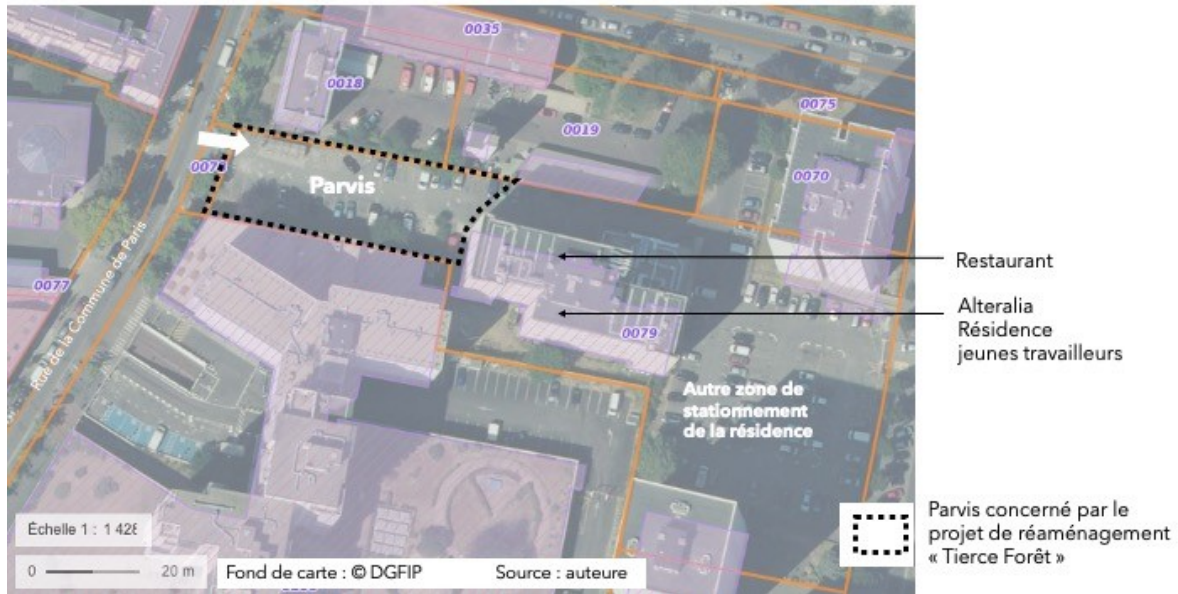 0035
0018
0075
0019
0070
Parvis
Restaurant
0077
Rue de la Commune de Paris
Alteralia
Résidence
jeunes travailleurs
0079
Autre zone de
stationnement
de la résidence
Échelle 1 : 1 428
0 20 m
Fond de carte : © DGFIP Source : auteure
Parvis concerné par le
projet de réaménagement
« Tierce Forêt »